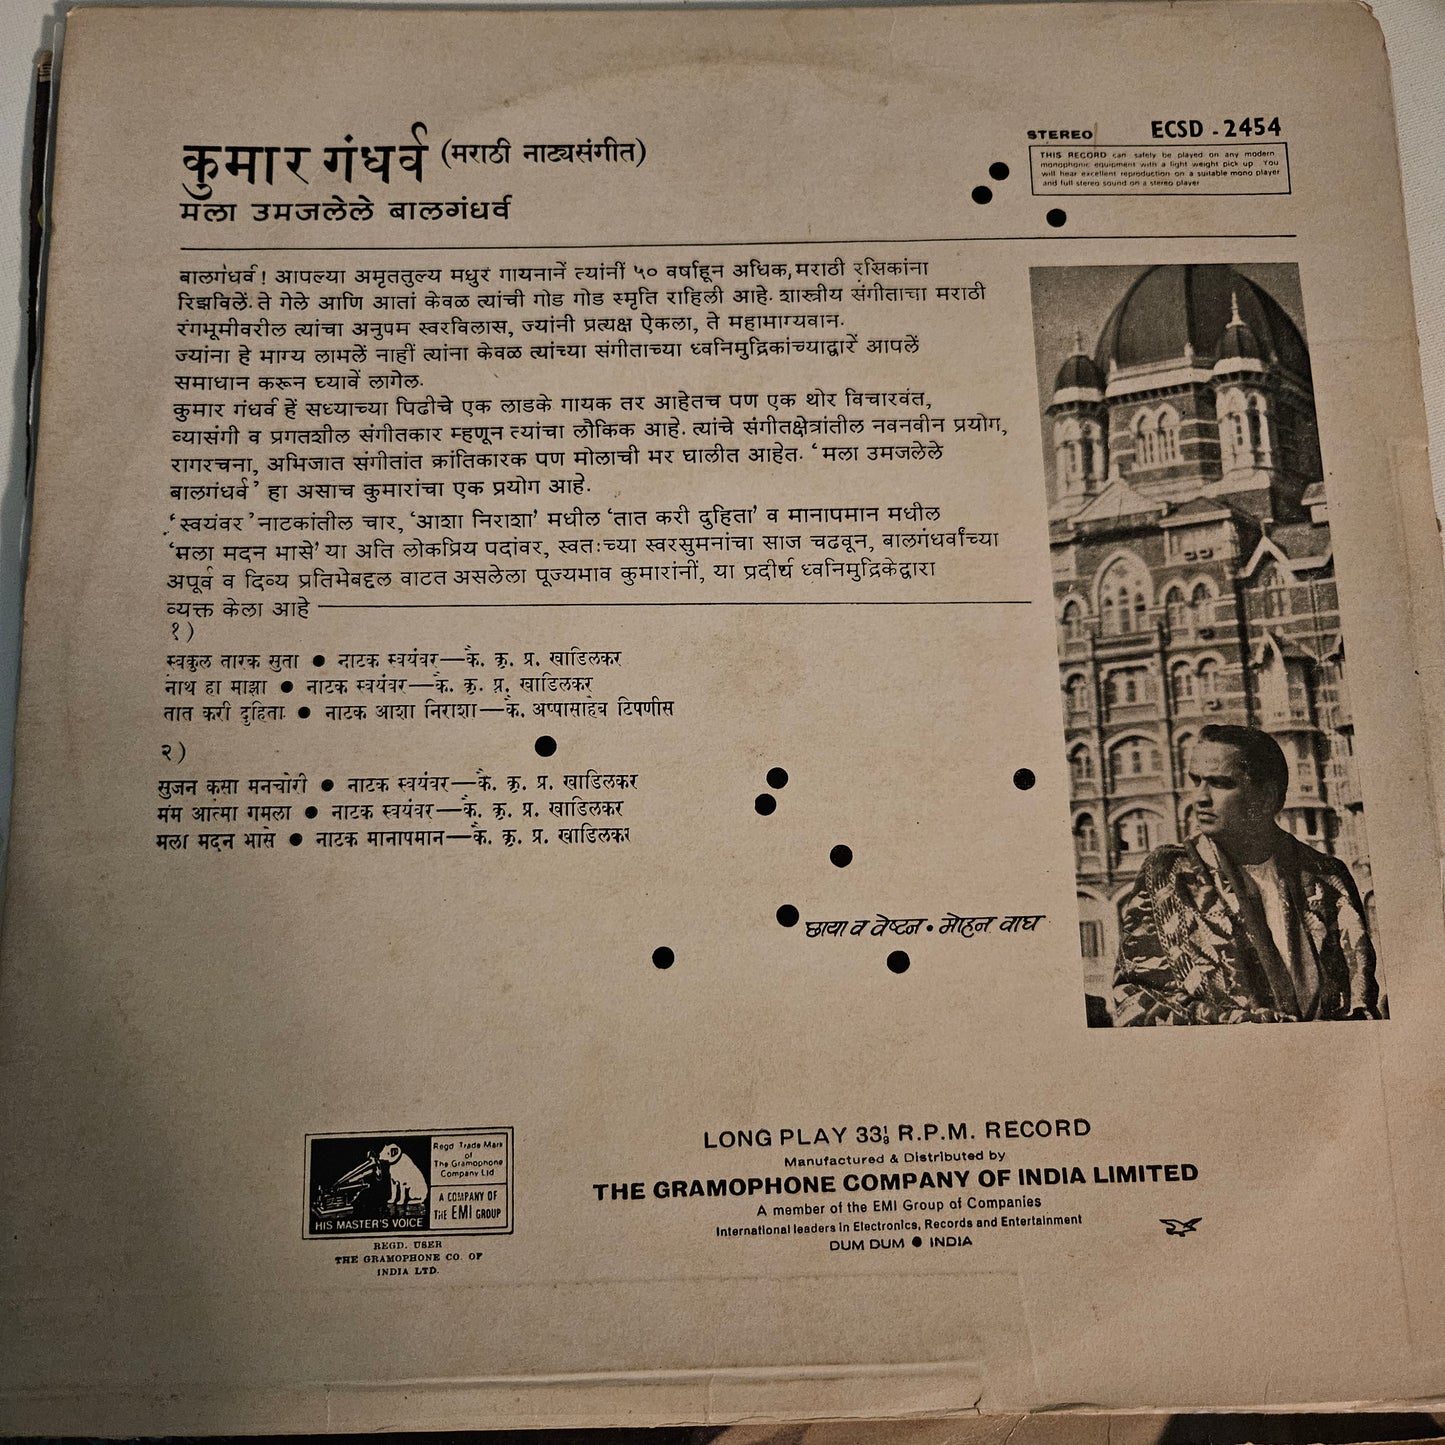 कुमार गंधर्व (मराठी नाट्यसंगीत)
मला उमजलेले बालगंधर्व
STEREO ECSD - 2454
THIS RECORD can safely be played on any modern
monophonic equipment with a light weight pick up You
will hear excellent reproduction on a suitable mono player
and full stereo sound on a stereo player
बालगंधर्व! आपल्या अमृततुल्य मधुर गायनानें त्यांनीं ५० वर्षाहून अधिक, मराठी रसिकांना
रिझविलें. ते गेले आणि आतां केवळ त्यांची गोड गोड स्मृति राहिली आहे. शास्त्रीय संगीताचा मराठी
रंगभूमीवरील त्यांचा अनुपम स्वरविलास, ज्यांनी प्रत्यक्ष ऐकला, ते महाभाग्यवान.
ज्यांना हे भाग्य लाभलें नाहीं त्यांना केवळ त्यांच्या संगीताच्या ध्वनिमुद्रिकांच्याद्वारें आपलें
समाधान करून घ्यावें लागेल.
कुमार गंधर्व हें सध्याच्या पिढीचे एक लाडके गायक तर आहेतच पण एक थोर विचारवंत,
व्यासंगी व प्रगतशील संगीतकार म्हणून त्यांचा लौकिक आहे. त्यांचे संगीतक्षेत्रांतील नवनवीन प्रयोग,
रागरचना, अभिजात संगीतांत क्रांतिकारक पण मोलाची भर घालीत आहेत. ‘मला उमजलेले
बालगंधर्व’ हा असाच कुमारांचा एक प्रयोग आहे.
‘स्वयंवर’ नाटकांतील चार, ‘आशा निराशा’ मधील ‘तात करी दुहिता’ व मानापमान मधील
‘मला मदन भासे’ या अति लोकप्रिय पदांवर, स्वतःच्या स्वरसुमनांचा साज चढवून, बालगंधर्वांच्या
अपूर्व व दिव्य प्रतिभेबद्दल वाटत असलेला पूज्यभाव कुमारांनीं, या प्रदीर्घ ध्वनिमुद्रिकेद्वारा
व्यक्त केला आहे
१)
स्वकुल तारक सुता ● नाटक स्वयंवर—कै. कृ. प्र. खाडिलकर
नाथ हा माझा ● नाटक स्वयंवर—कै. कृ. प्र. खाडिलकर
तात करी दुहिता ● नाटक आशा निराशा—कै. अप्पासाहेब टिपणीस
२)
सुजन कसा मनचोरी ● नाटक स्वयंवर—कै. कृ. प्र. खाडिलकर
मम आत्मा गमला ● नाटक स्वयंवर—कै. कृ. प्र. खाडिलकर
मला मदन भासे ● नाटक मानापमान—कै. कृ. प्र. खाडिलकर
छाया व वेष्टन • मोहन वाघ
Regd Trade Mark
of
The Gramophone
Company Ltd
A COMPANY OF
THE EMI GROUP
HIS MASTER'S VOICE
REGD. USER
THE GRAMOPHONE CO. OF
INDIA LTD.
LONG PLAY 33⅓ R.P.M. RECORD
Manufactured & Distributed by
THE GRAMOPHONE COMPANY OF INDIA LIMITED
A member of the EMI Group of Companies
International leaders in Electronics, Records and Entertainment
DUM DUM ● INDIA